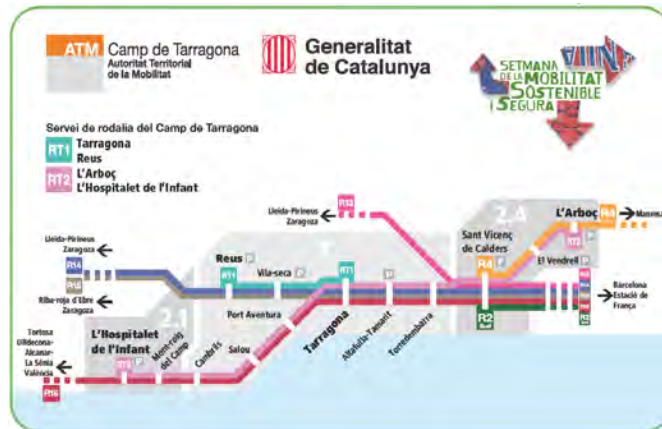 ATM
Camp de Tarragona
Autoritat Territorial
de la Mobilitat
Generalitat
de Catalunya
SETMANA
DE LA MOBILITAT
SOSTENIBLE
I SEGURA
Servei de rodalia del Camp de Tarragona
RT1
Tarragona
Reus
RT2
L'Arboç
L'Hospitalet de l'Infant
R13
Lleida-Pirineus
Zaragoza
2.4
L'Arboç
R4
Manresa
RT2
P
Sant Vicenç
de Calders
P
El Vendrell
P
R4
R2
Barcelona
Estació de
França
Lleida-Pirineus
Zaragoza
R14
R15
Riba-roja d'Ebre
Zaragoza
Reus
P
RT1
Vila-seca
P
RT1
P
Port Aventura
Tarragona
Altafulla-Tamarit
Torredembarra
2.1
L'Hospitalet
de l'Infant
RT2
P
Mont-roig
del Camp
Cambrils
Salou
Tortosa
Ulldecona-
Alcanar-
La Sénia
València
R16